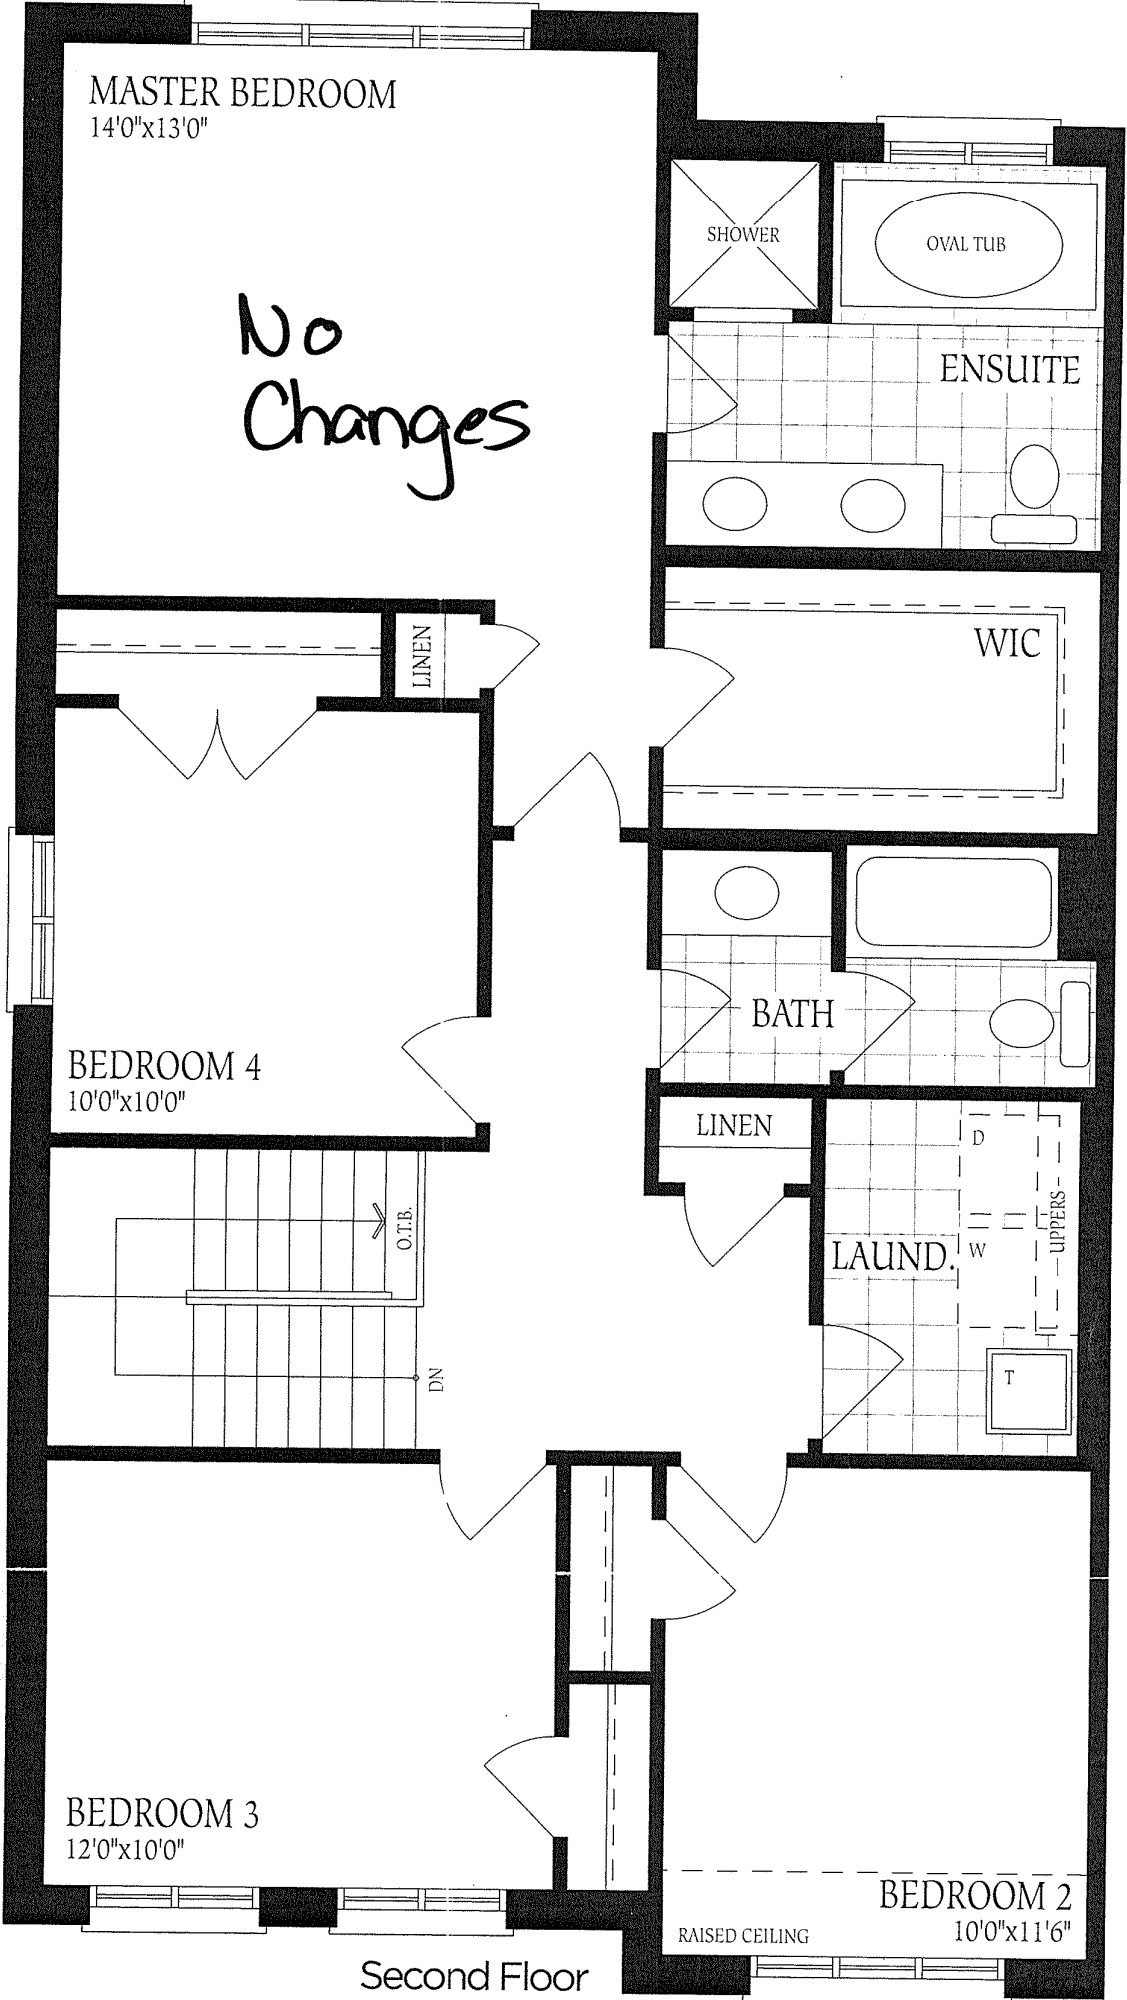 MASTER BEDROOM
14'0"x13'0"
SHOWER
OVAL TUB
ENSUITE
No
Changes
LINEN
WIC
BEDROOM 4
10'0"x10'0"
BATH
LINEN
D
UPPERS
W
LAUND.
T
O.T.B.
DN
BEDROOM 3
12'0"x10'0"
BEDROOM 2
10'0"x11'6"
RAISED CEILING
Second Floor